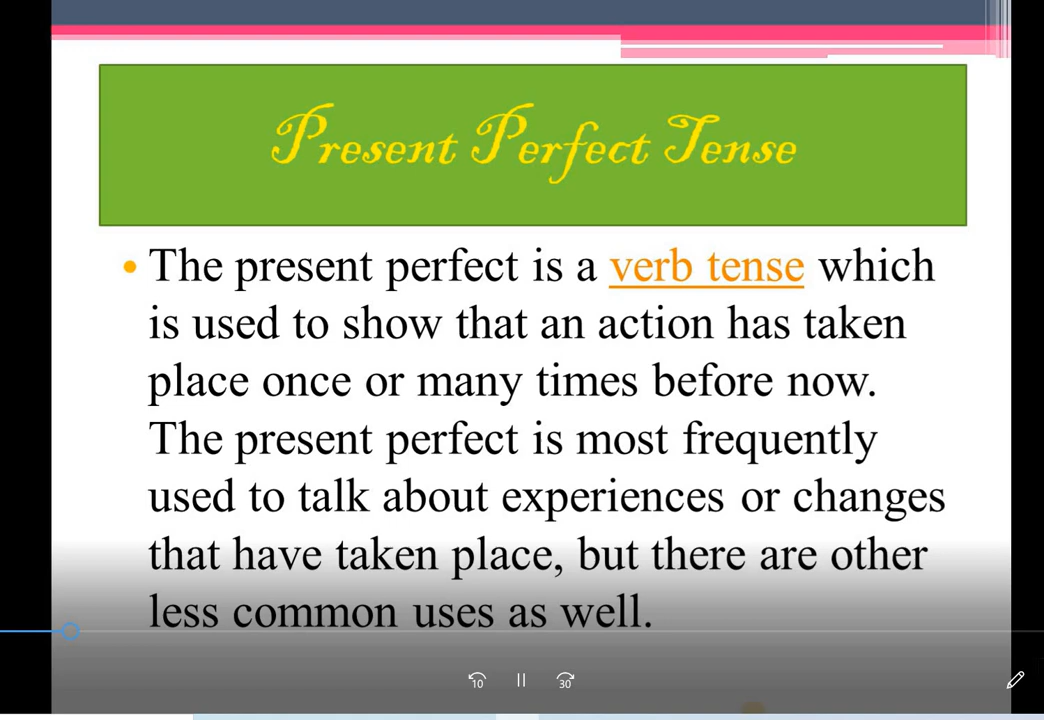 Present Perfect Tense
• The present perfect is a verb tense which
is used to show that an action has taken
place once or many times before now.
The present perfect is most frequently
used to talk about experiences or changes
that have taken place, but there are other
less common uses as well.
10 30